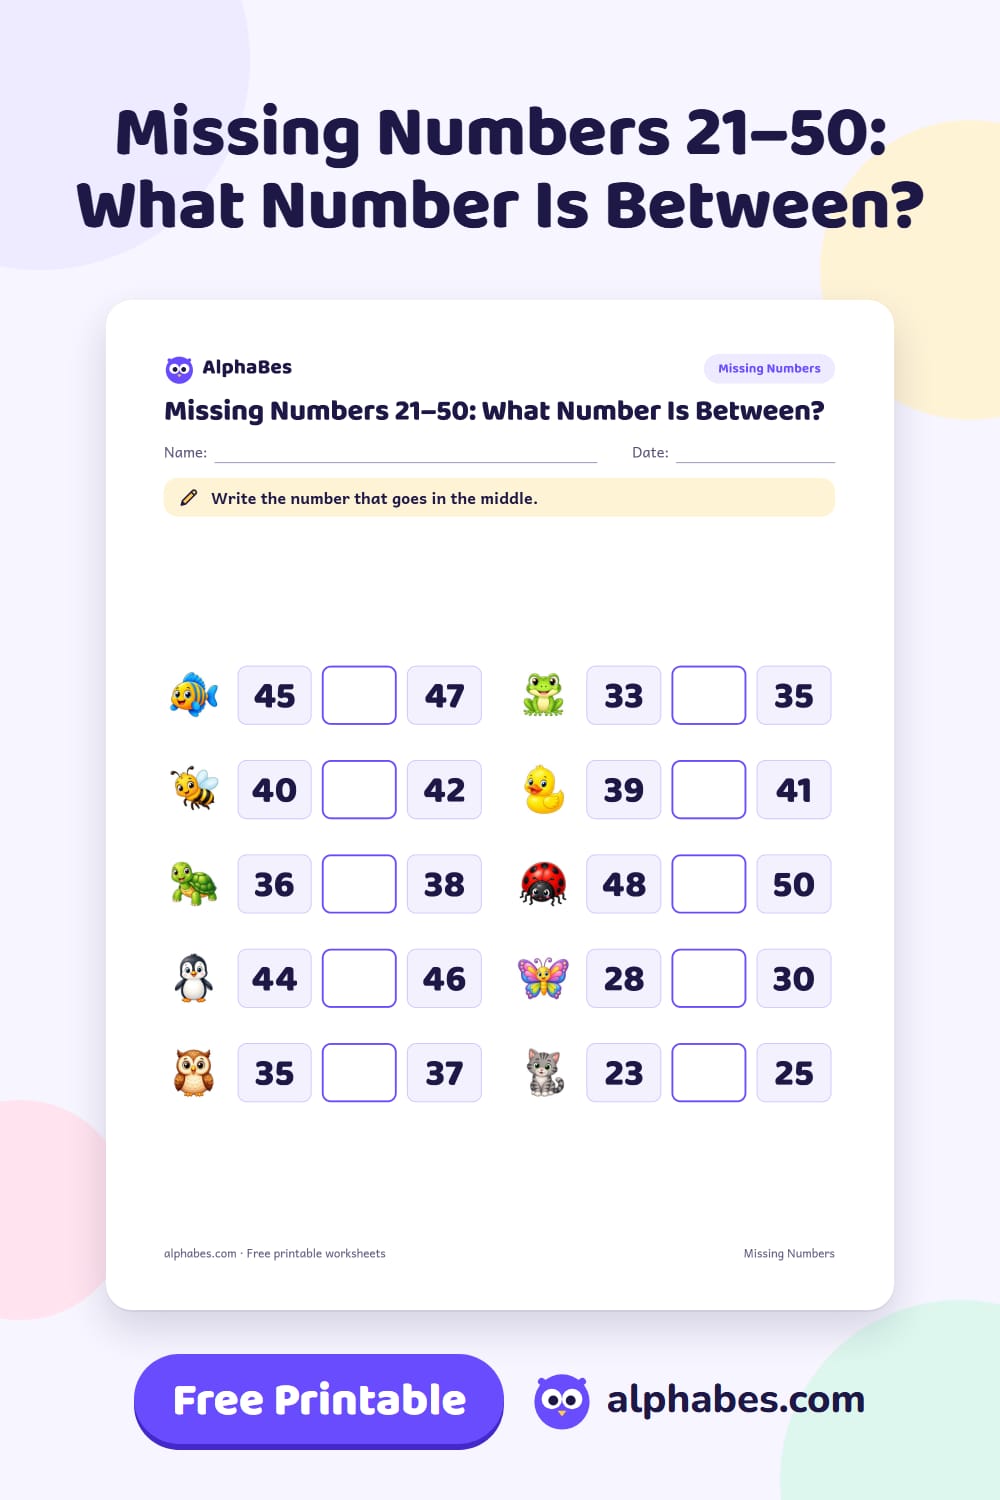 Missing Numbers 21–50:
What Number Is Between?
AlphaBes
Missing Numbers
Missing Numbers 21–50: What Number Is Between?
Name: Date:
Write the number that goes in the middle.
45 47 33 35
40 42 39 41
36 38 48 50
44 46 28 30
35 37 23 25
alphabes.com · Free printable worksheets Missing Numbers
Free Printable alphabes.com